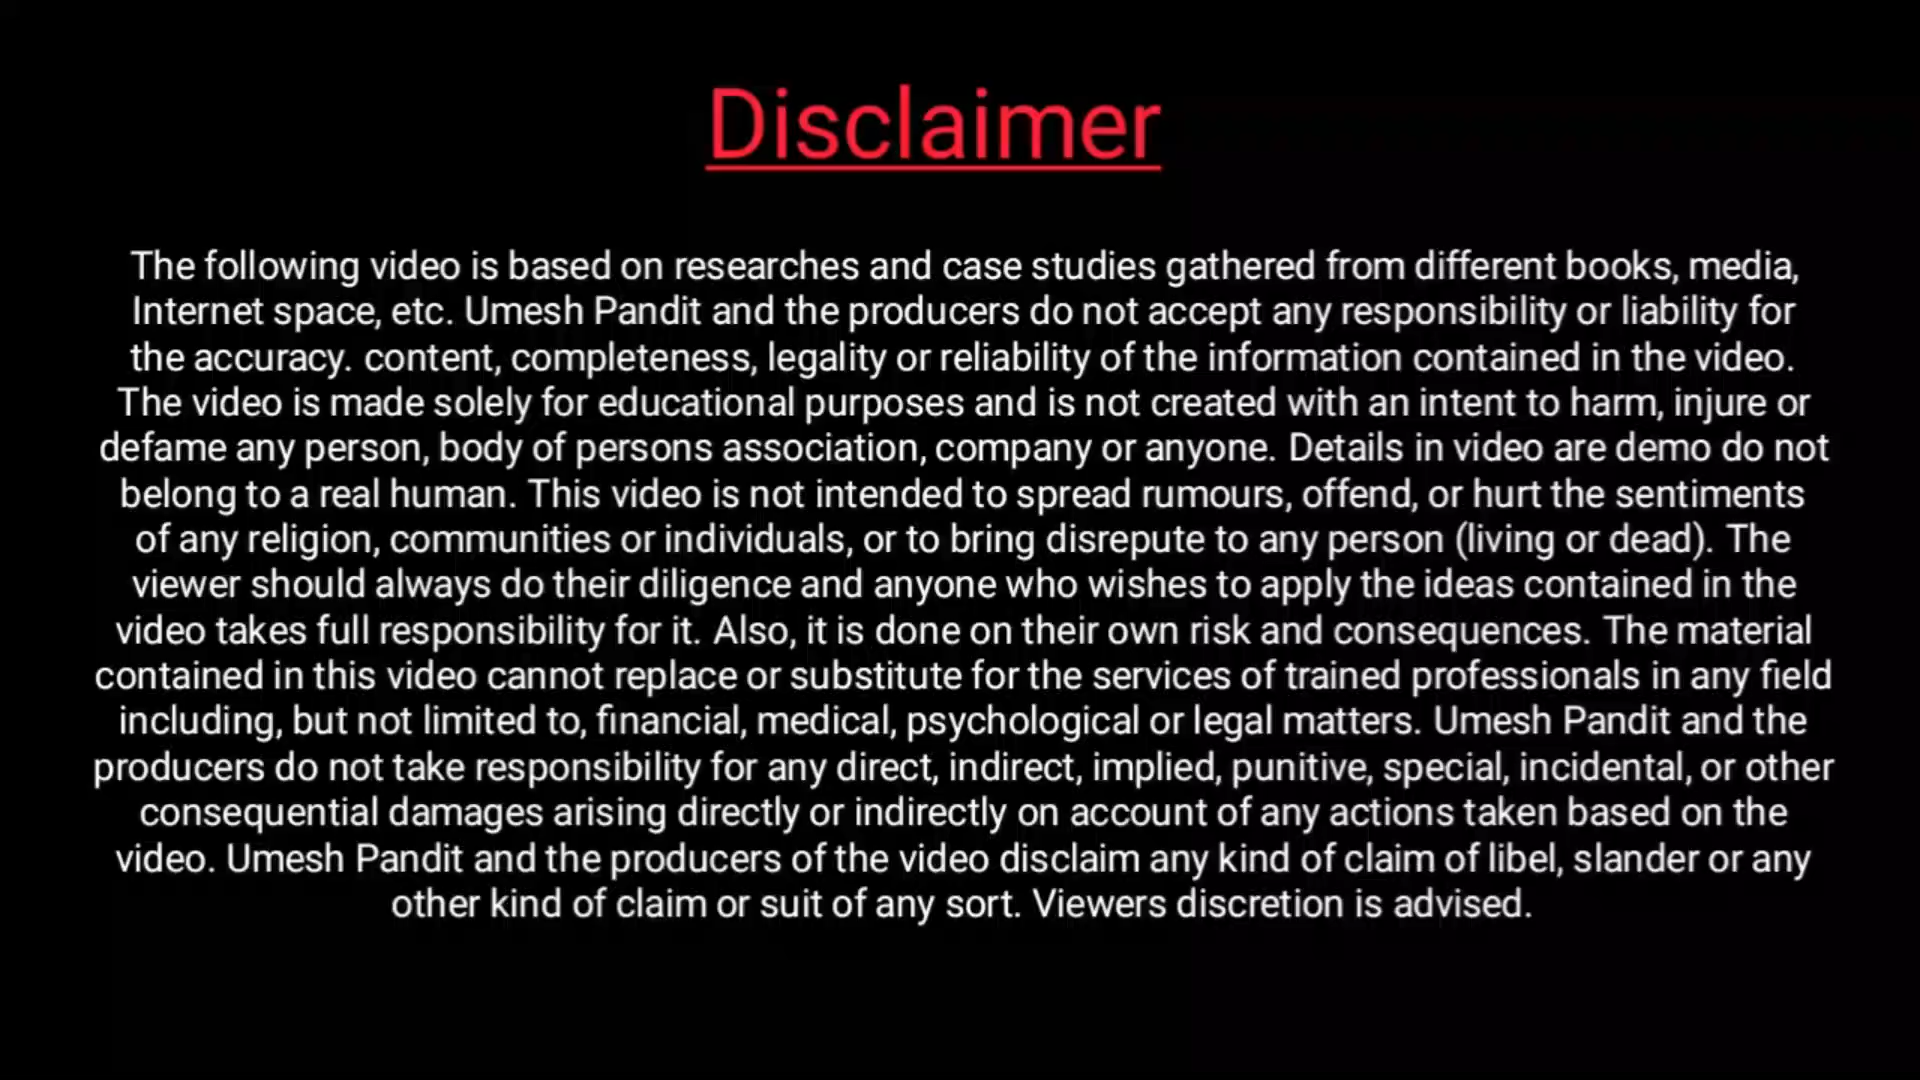 Disclaimer
The following video is based on researches and case studies gathered from different books, media,
Internet space, etc. Umesh Pandit and the producers do not accept any responsibility or liability for
the accuracy. content, completeness, legality or reliability of the information contained in the video.
The video is made solely for educational purposes and is not created with an intent to harm, injure or
defame any person, body of persons association, company or anyone. Details in video are demo do not
belong to a real human. This video is not intended to spread rumours, offend, or hurt the sentiments
of any religion, communities or individuals, or to bring disrepute to any person (living or dead). The
viewer should always do their diligence and anyone who wishes to apply the ideas contained in the
video takes full responsibility for it. Also, it is done on their own risk and consequences. The material
contained in this video cannot replace or substitute for the services of trained professionals in any field
including, but not limited to, financial, medical, psychological or legal matters. Umesh Pandit and the
producers do not take responsibility for any direct, indirect, implied, punitive, special, incidental, or other
consequential damages arising directly or indirectly on account of any actions taken based on the
video. Umesh Pandit and the producers of the video disclaim any kind of claim of libel, slander or any
other kind of claim or suit of any sort. Viewers discretion is advised.